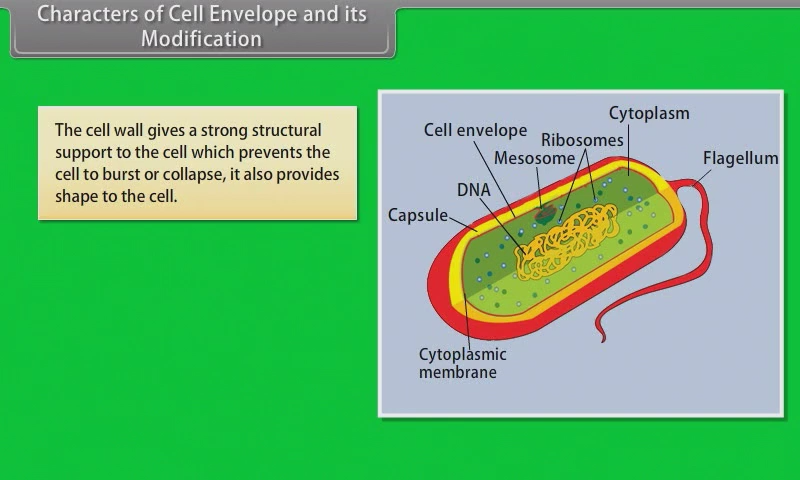 Characters of Cell Envelope and its
Modification
The cell wall gives a strong structural
support to the cell which prevents the
cell to burst or collapse, it also provides
shape to the cell.
Cytoplasm
Cell envelope
Ribosomes
Mesosome
Flagellum
DNA
Capsule
Cytoplasmic
membrane